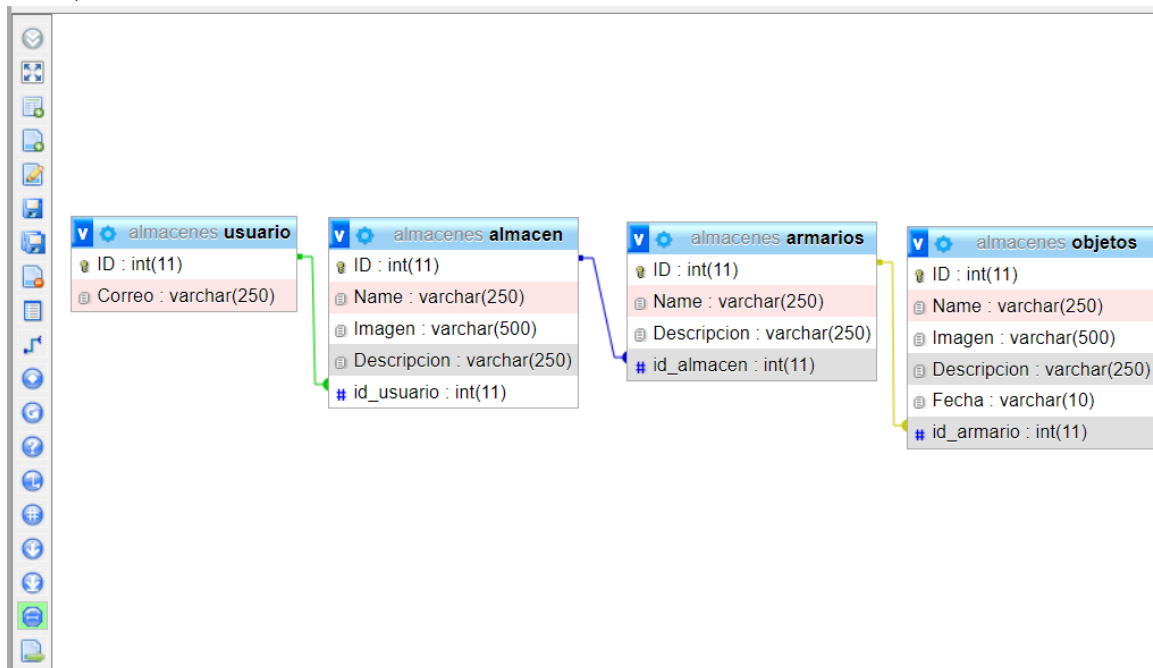 almacenes usuario
ID : int(11)
Correo : varchar(250)
almacenes almacen
ID : int(11)
Name : varchar(250)
Imagen : varchar(500)
Descripcion : varchar(250)
# id_usuario : int(11)
almacenes armarios
ID : int(11)
Name : varchar(250)
Descripcion : varchar(250)
# id_almacen : int(11)
almacenes objetos
ID : int(11)
Name : varchar(250)
Imagen : varchar(500)
Descripcion : varchar(250)
Fecha : varchar(10)
# id_armario : int(11)